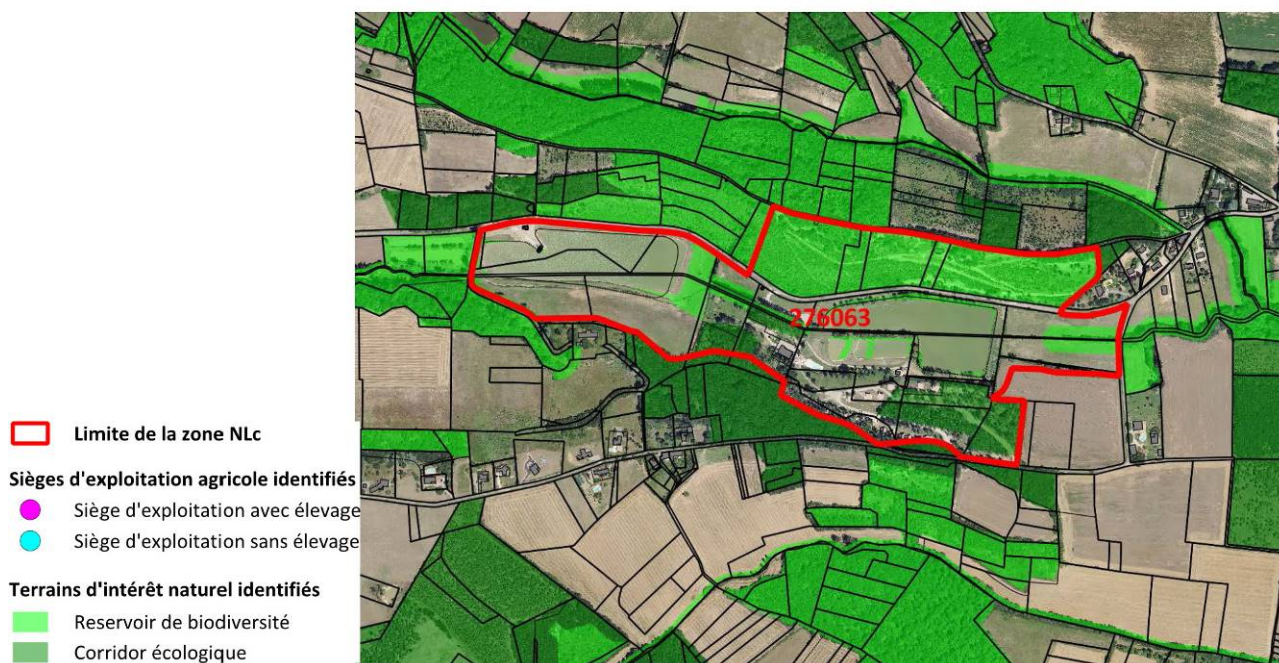 276063
Limite de la zone NLc
Sièges d'exploitation agricole identifiés
Siège d'exploitation avec élevage
Siège d'exploitation sans élevage
Terrains d'intérêt naturel identifiés
Reservoir de biodiversité
Corridor écologique